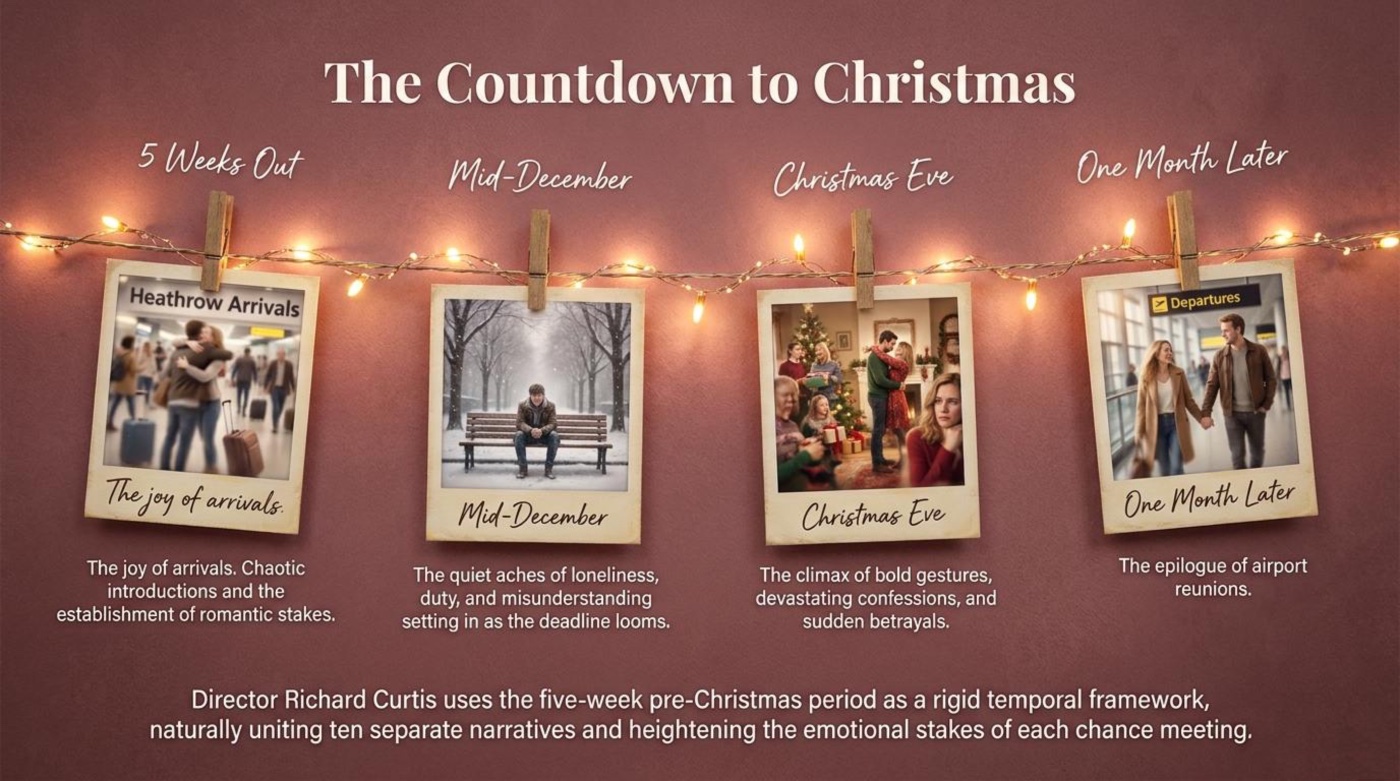 The Countdown to Christmas
5 Weeks Out
Mid-December
Christmas Eve
One Month Later
Heathrow Arrivals
The joy of arrivals.
Mid-December
Christmas Eve
Departures
One Month Later
The joy of arrivals. Chaotic
introductions and the
establishment of romantic stakes.
The quiet aches of loneliness,
duty, and misunderstanding
setting in as the deadline looms.
The climax of bold gestures,
devastating confessions, and
sudden betrayals.
The epilogue of airport
reunions.
Director Richard Curtis uses the five-week pre-Christmas period as a rigid temporal framework,
naturally uniting ten separate narratives and heightening the emotional stakes of each chance meeting.